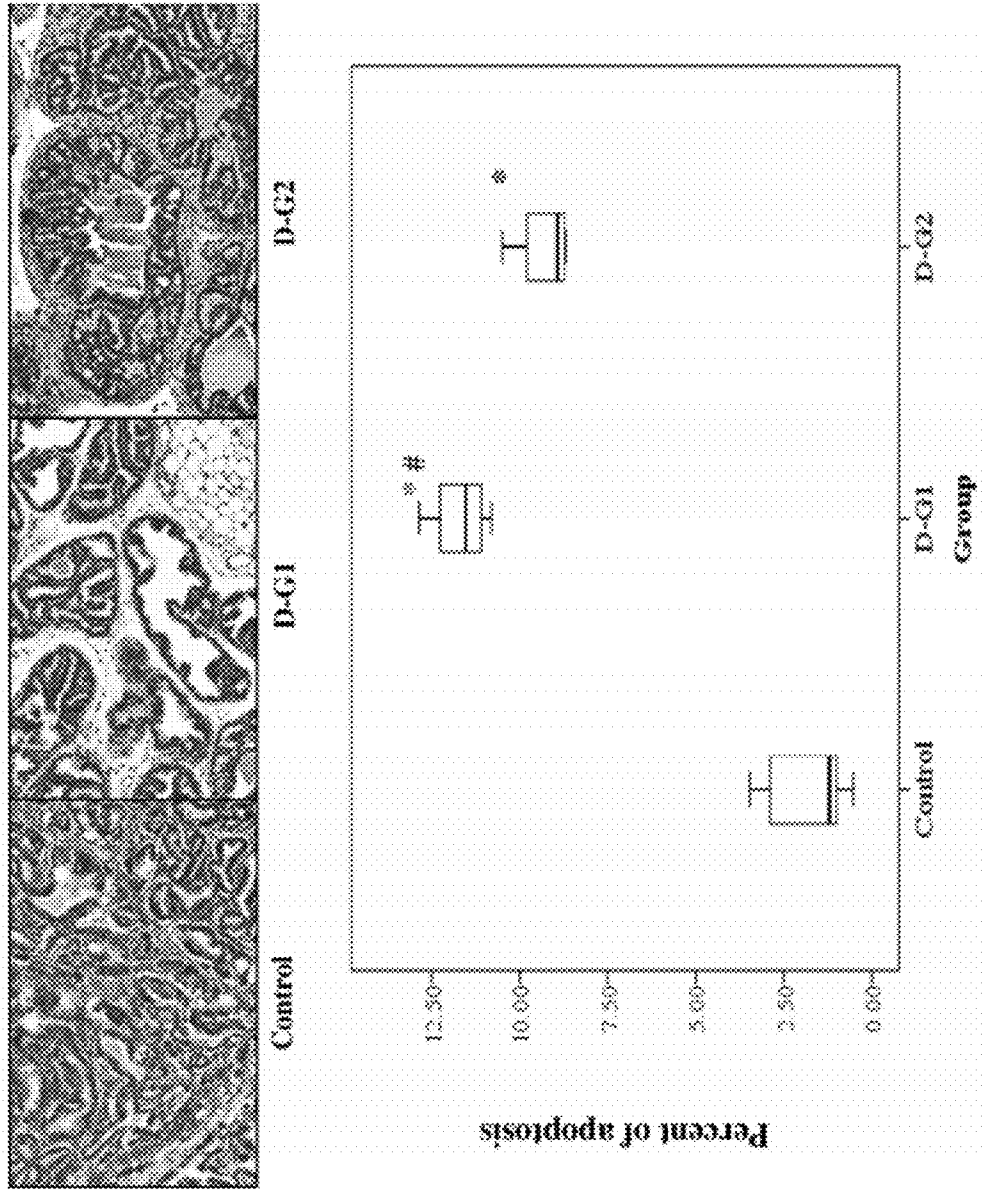 Control
D-G1
D-G2
Percent of apoptosis
12.50
10.00
7.50
5.00
2.50
0.00
* #
*
Control
D-G1
D-G2
Group